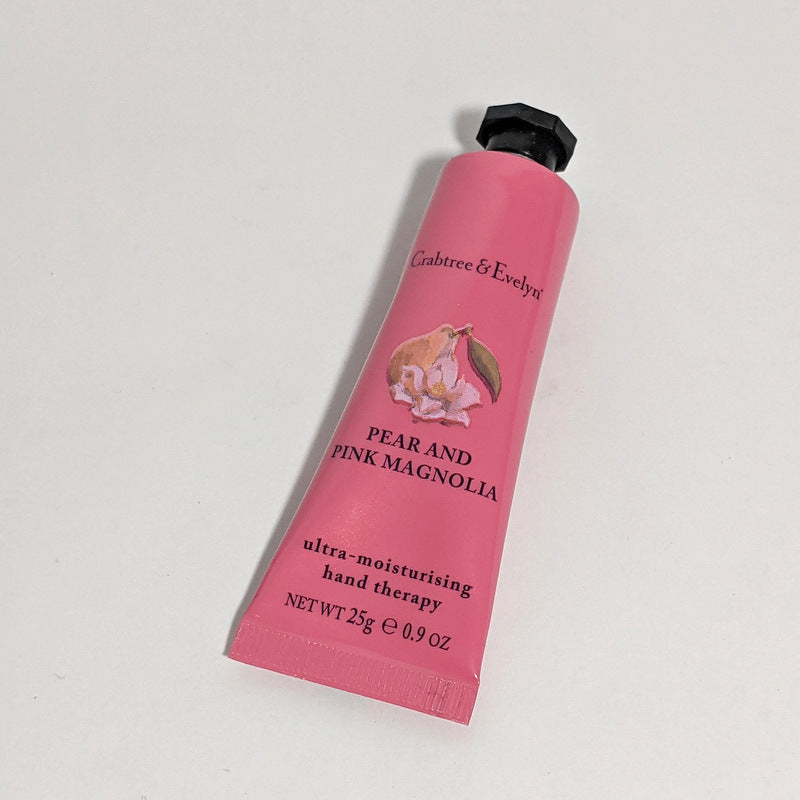 Crabtree & Evelyn®
PEAR AND
PINK MAGNOLIA
ultra-moisturising
hand therapy
NET WT 25g ℮ 0.9 OZ